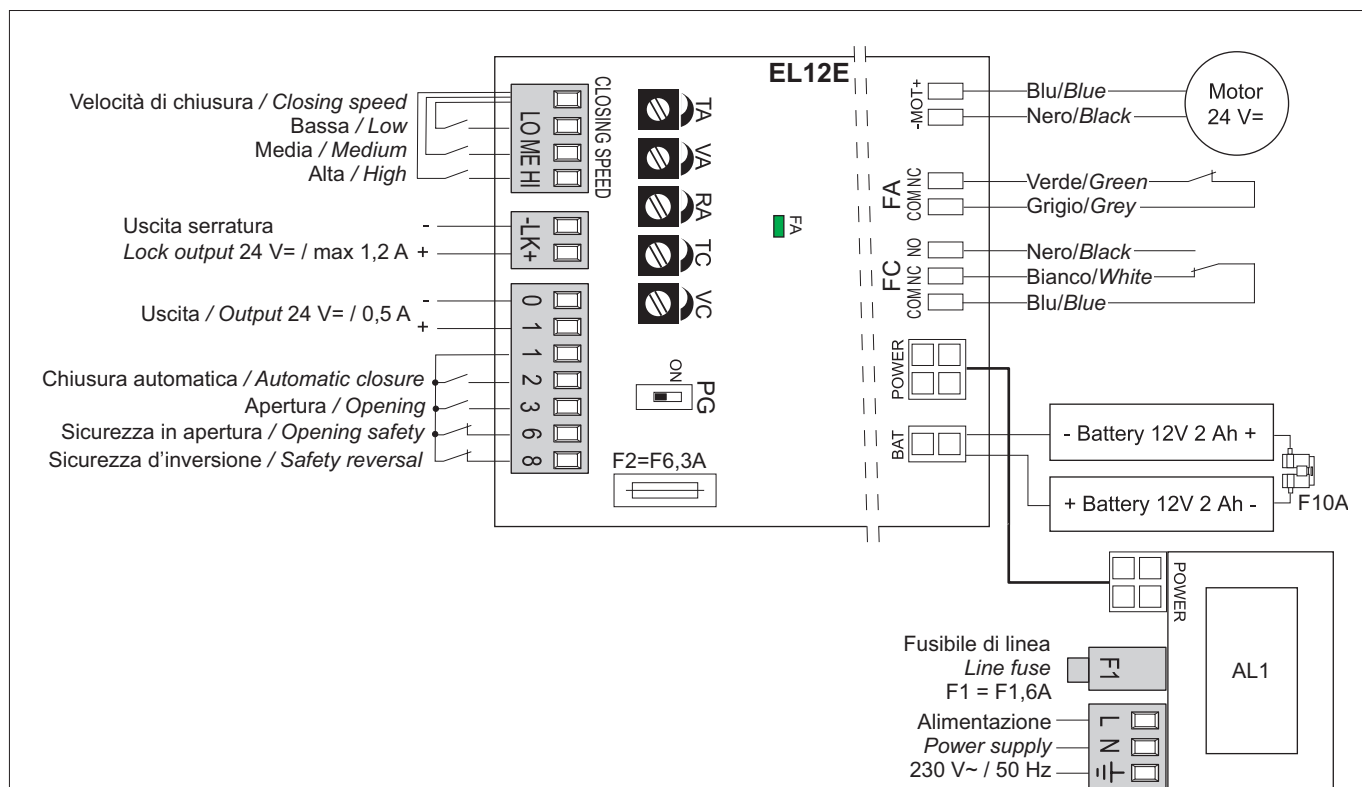 EL12E
Velocità di chiusura / Closing speed
Bassa / Low
Media / Medium
Alta / High
LO ME HI
CLOSING SPEED
Uscita serratura -
Lock output 24 V= / max 1,2 A +
-LK+
Uscita / Output 24 V= / 0,5 A
-
+
Chiusura automatica / Automatic closure
Apertura / Opening
Sicurezza in apertura / Opening safety
Sicurezza d'inversione / Safety reversal
0
1
1
2
3
6
8
TA
VA
RA
TC
VC
FA
ON
PG
F2=F6,3A
-MOT+
Blu/Blue
Nero/Black
Motor
24 V=
FA
COM NC
Verde/Green
Grigio/Grey
FC
COM NC NO
Nero/Black
Bianco/White
Blu/Blue
POWER
BAT
- Battery 12V 2 Ah +
+ Battery 12V 2 Ah -
F10A
POWER
AL1
Fusibile di linea
Line fuse
F1 = F1,6A
F1
Alimentazione
Power supply
230 V~ / 50 Hz
L
N